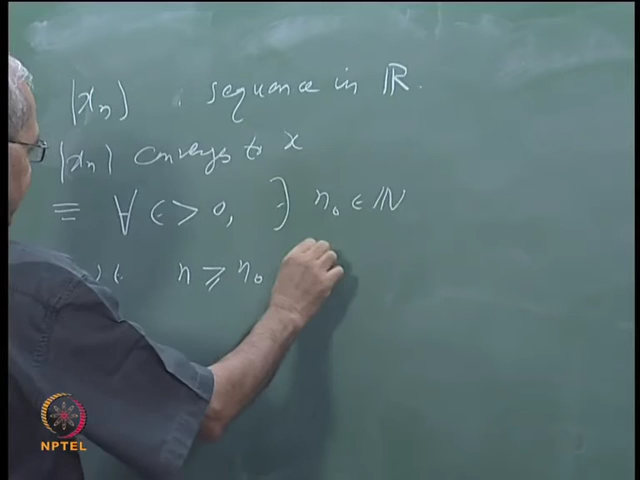 (xₙ) sequence in ℝ.
(xₙ) converges to x
≡ ∀ ∈ > 0, ∃ n₀ ∈ ℕ
n ≥ n₀
NPTEL